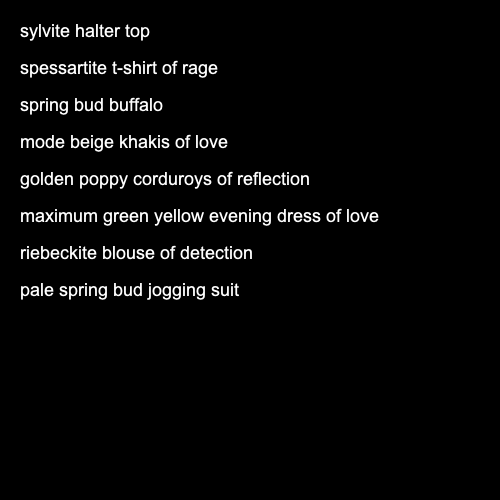 sylvite halter top
spessartite t-shirt of rage
spring bud buffalo
mode beige khakis of love
golden poppy corduroys of reflection
maximum green yellow evening dress of love
riebeckite blouse of detection
pale spring bud jogging suit